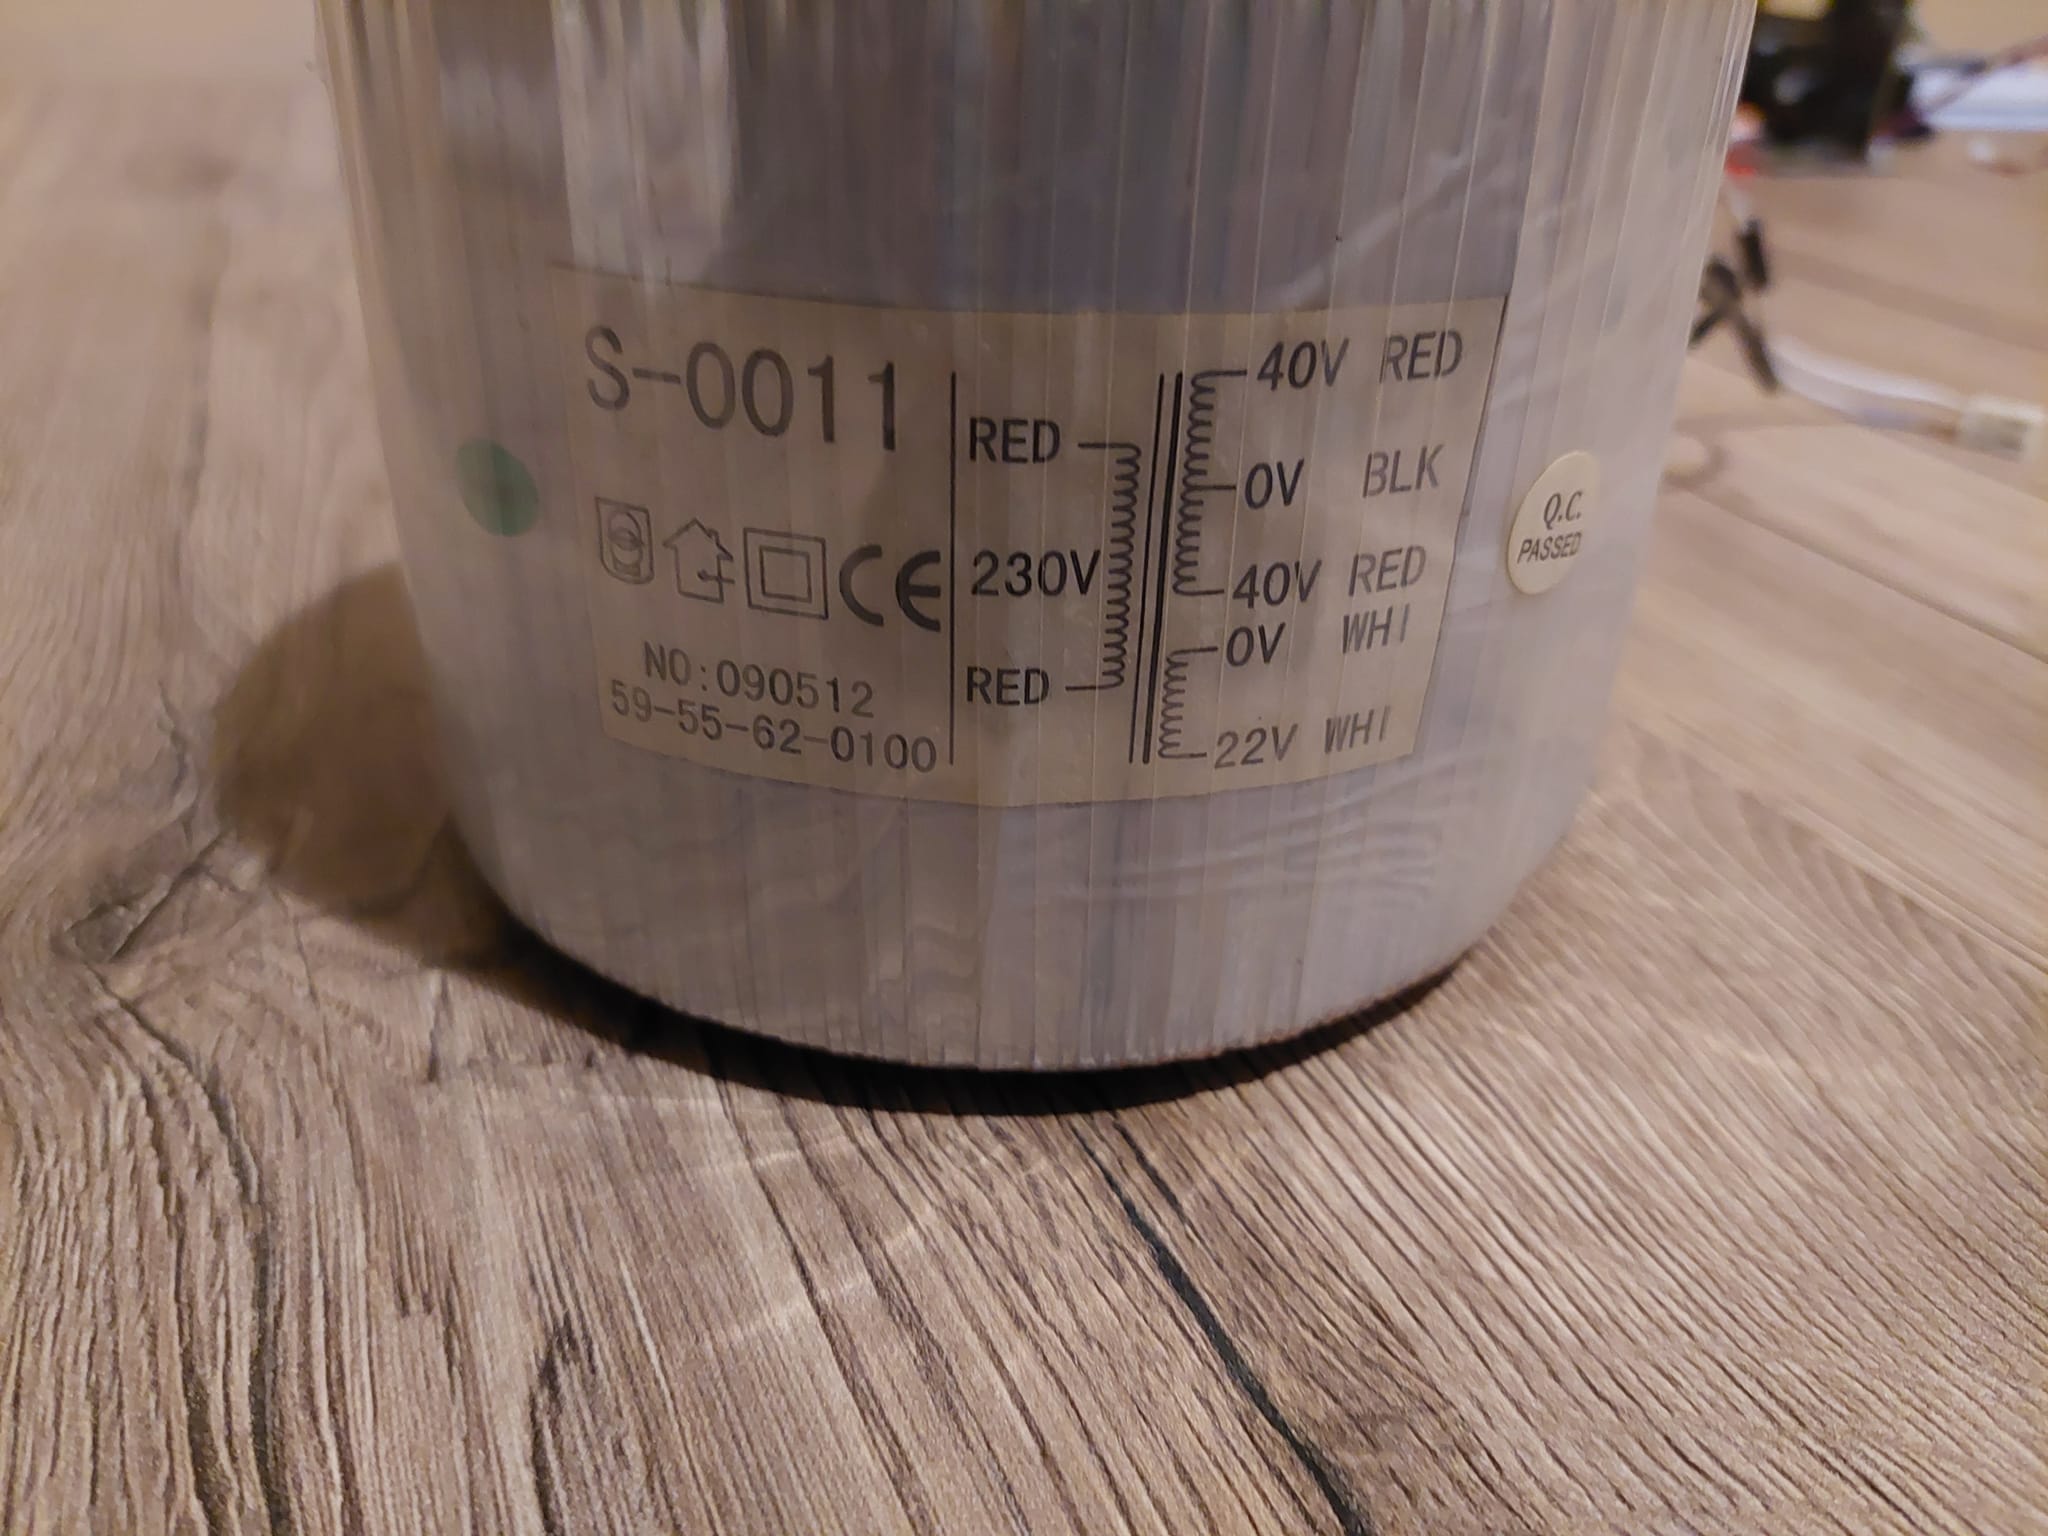 S-0011
CE
NO:090512
59-55-62-0100
RED
230V
RED
40V RED
0V BLK
40V RED
0V WHI
22V WHI
Q.C.
PASSED